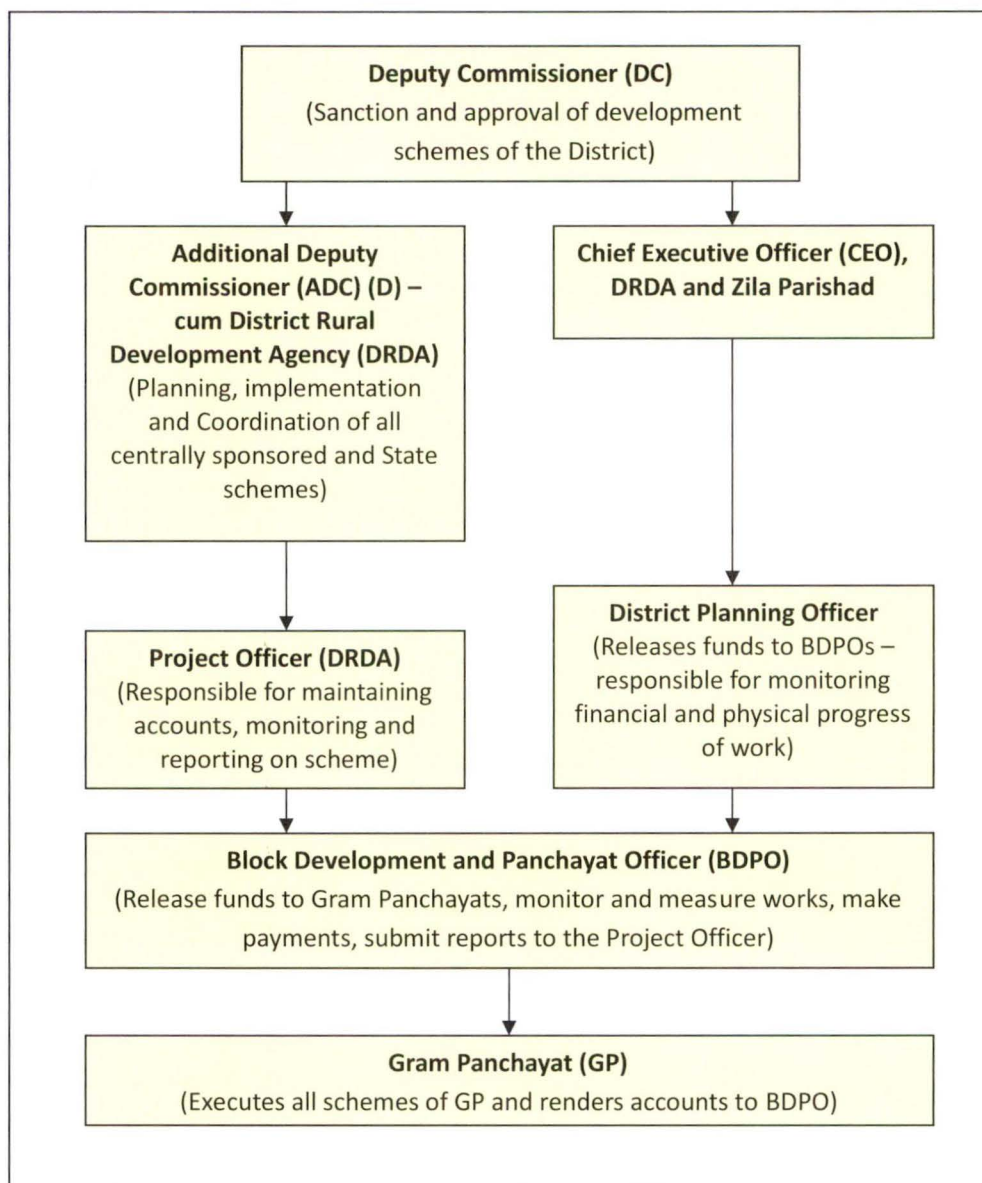 Deputy Commissioner (DC)
(Sanction and approval of development
schemes of the District)
Additional Deputy
Commissioner (ADC) (D) –
cum District Rural
Development Agency (DRDA)
(Planning, implementation
and Coordination of all
centrally sponsored and State
schemes)
Chief Executive Officer (CEO),
DRDA and Zila Parishad
Project Officer (DRDA)
(Responsible for maintaining
accounts, monitoring and
reporting on scheme)
District Planning Officer
(Releases funds to BDPOs –
responsible for monitoring
financial and physical progress
of work)
Block Development and Panchayat Officer (BDPO)
(Release funds to Gram Panchayats, monitor and measure works, make
payments, submit reports to the Project Officer)
Gram Panchayat (GP)
(Executes all schemes of GP and renders accounts to BDPO)